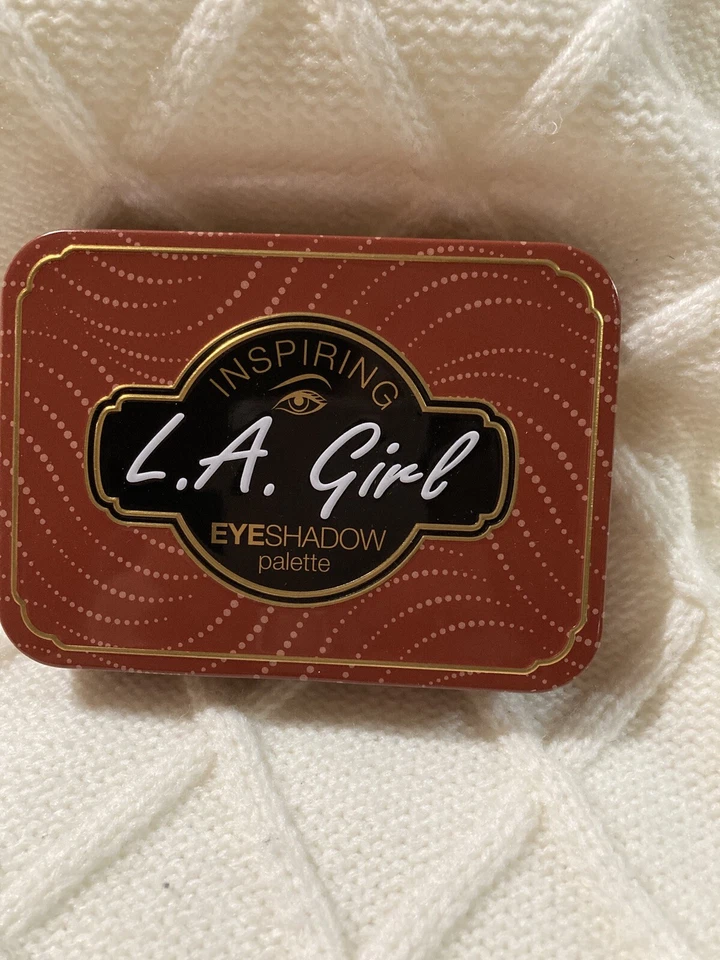 INSPIRING
L.A. Girl
EYESHADOW
palette